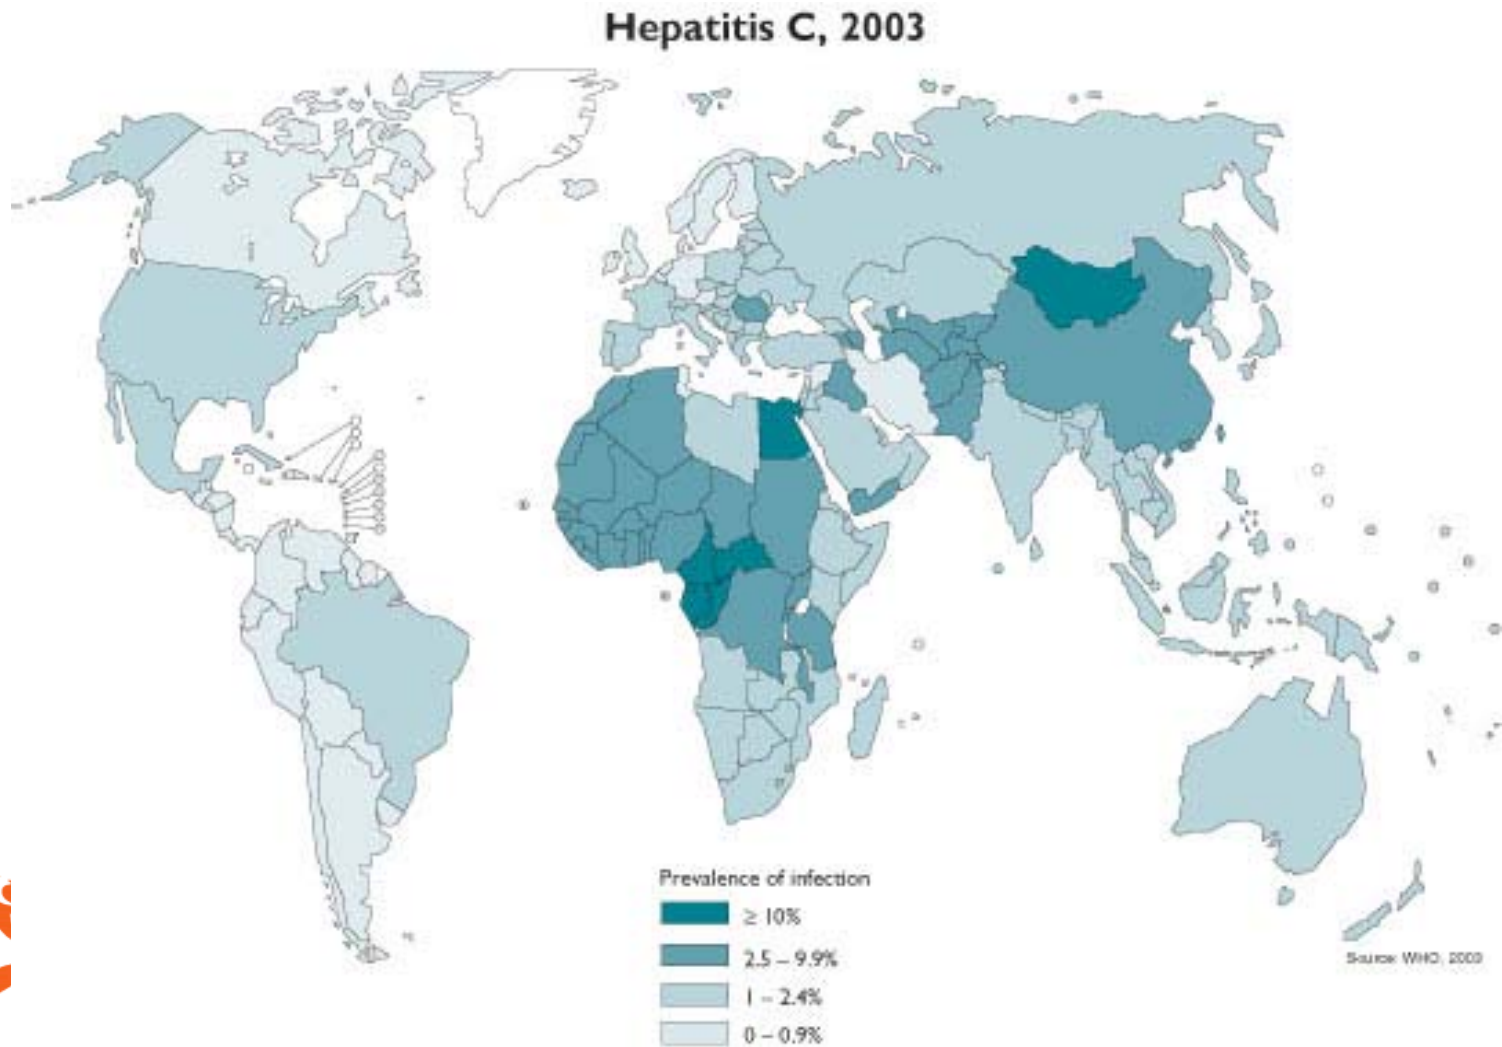 Hepatitis C, 2003
Prevalence of infection
≥ 10%
2.5 – 9.9%
1 – 2.4%
0 – 0.9%
Source: WHO, 2003